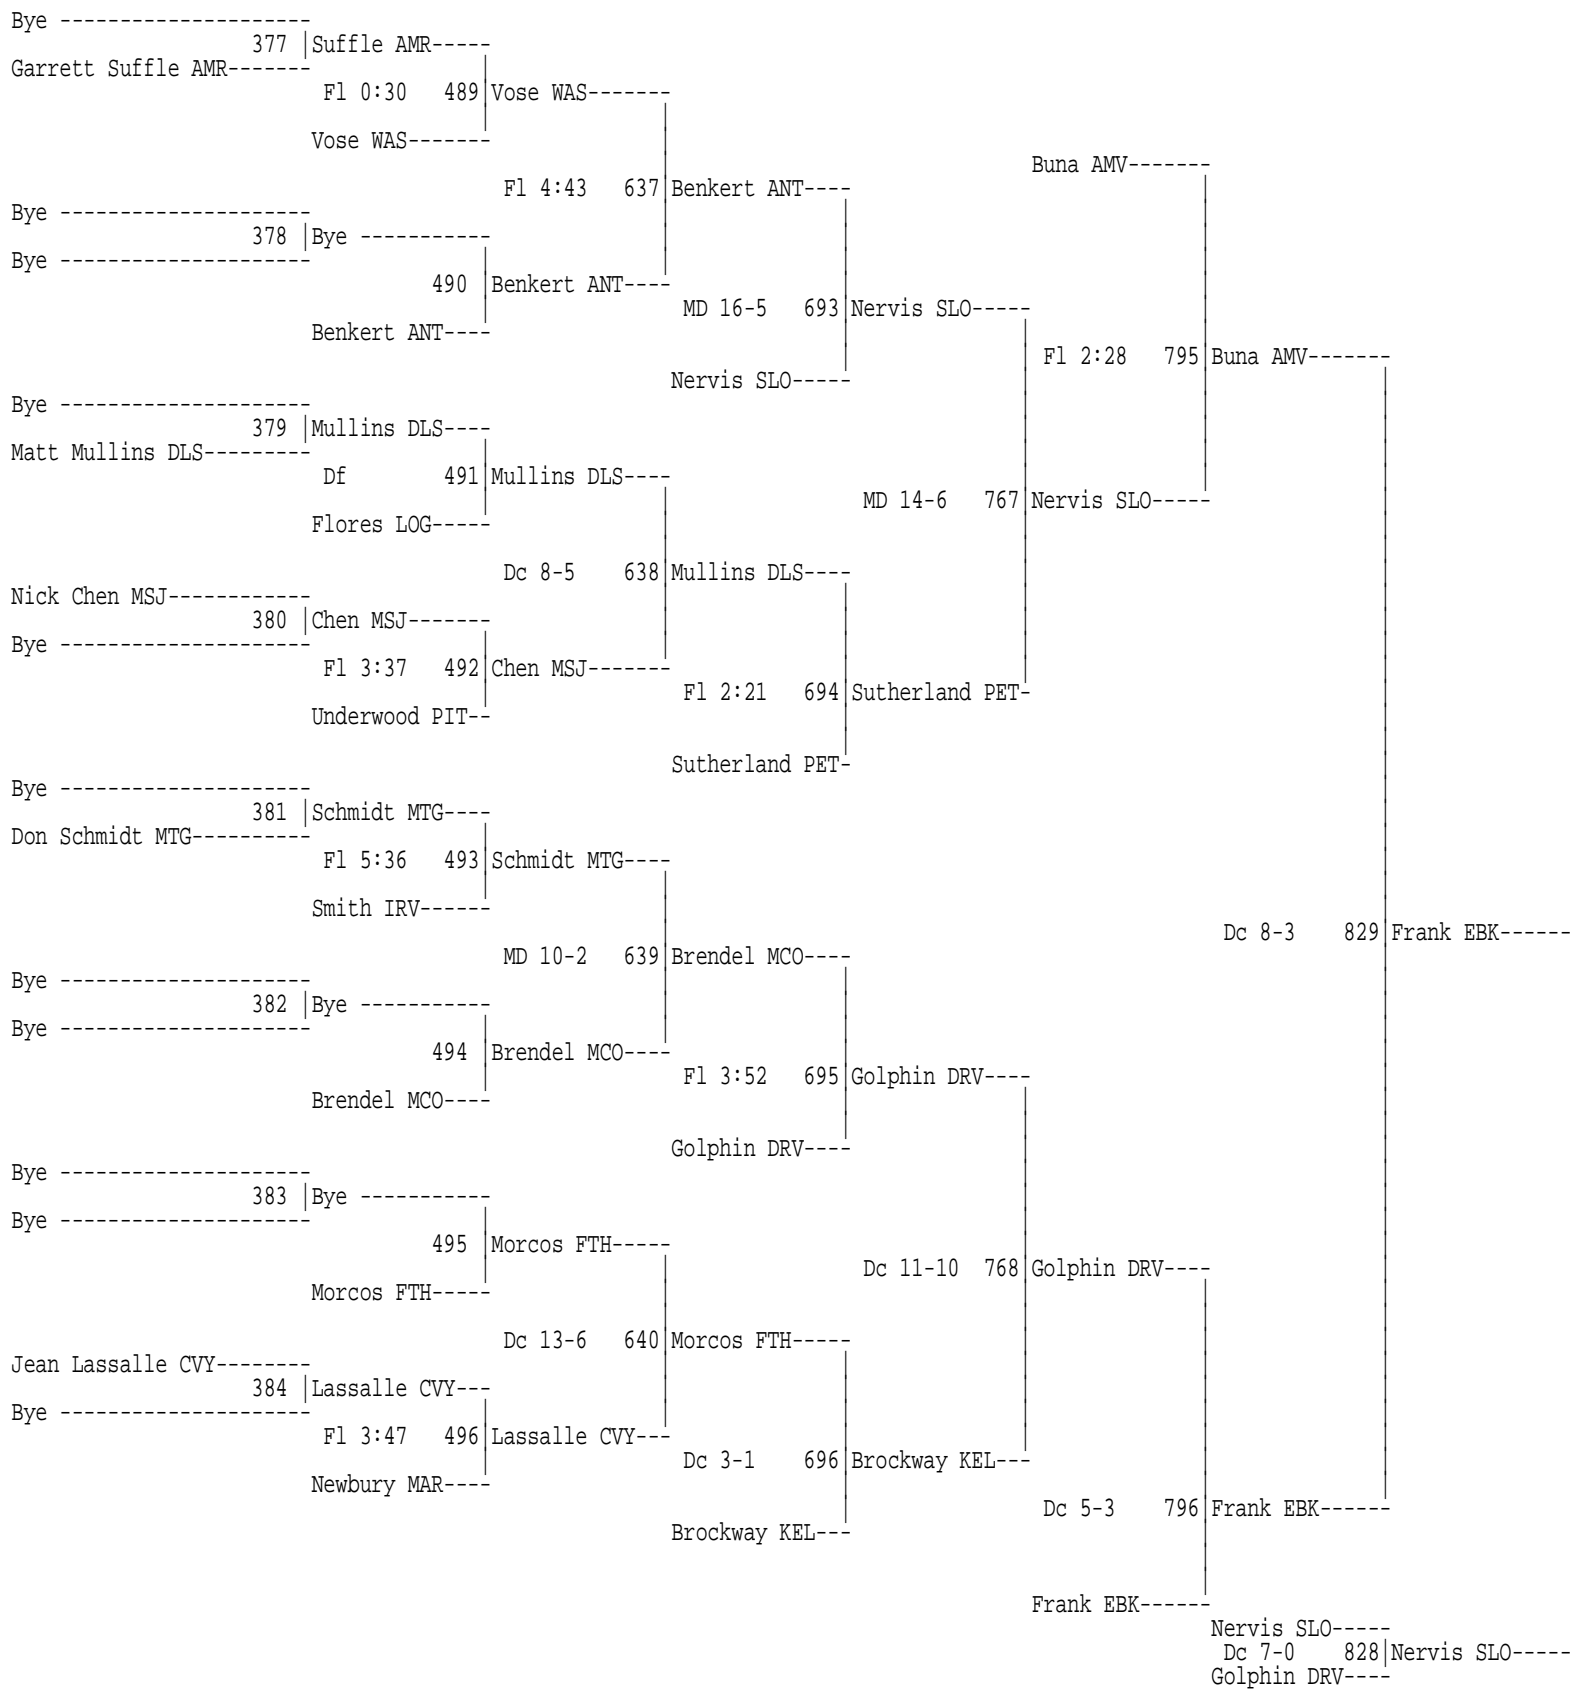 Bye --------------------- 
377 |Suffle AMR-----
Garrett Suffle AMR-------
Fl 0:30 489|Vose WAS-------
Vose WAS-------
Buna AMV-------
Fl 4:43 637|Benkert ANT----
Bye ---------------------
378 |Bye -----------
Bye ---------------------
490 |Benkert ANT----
MD 16-5 693|Nervis SLO-----
Benkert ANT----
Fl 2:28 795|Buna AMV-------
Nervis SLO-----
Bye ---------------------
379 |Mullins DLS----
Matt Mullins DLS---------
Df 491|Mullins DLS----
MD 14-6 767|Nervis SLO-----
Flores LOG-----
Dc 8-5 638|Mullins DLS----
Nick Chen MSJ------------
380 |Chen MSJ-------
Bye ---------------------
Fl 3:37 492|Chen MSJ-------
Fl 2:21 694|Sutherland PET-
Underwood PIT--
Sutherland PET-
Bye ---------------------
381 |Schmidt MTG----
Don Schmidt MTG----------
Fl 5:36 493|Schmidt MTG----
Smith IRV------
Dc 8-3 829|Frank EBK------
MD 10-2 639|Brendel MCO----
Bye ---------------------
382 |Bye -----------
Bye ---------------------
494 |Brendel MCO----
Fl 3:52 695|Golphin DRV----
Brendel MCO----
Golphin DRV----
Bye ---------------------
383 |Bye -----------
Bye ---------------------
495 |Morcos FTH-----
Dc 11-10 768|Golphin DRV----
Morcos FTH-----
Dc 13-6 640|Morcos FTH-----
Jean Lassalle CVY--------
384 |Lassalle CVY---
Bye ---------------------
Fl 3:47 496|Lassalle CVY---
Dc 3-1 696|Brockway KEL---
Newbury MAR----
Dc 5-3 796|Frank EBK------
Brockway KEL---
Frank EBK------
Nervis SLO-----
Dc 7-0 828|Nervis SLO-----
Golphin DRV----